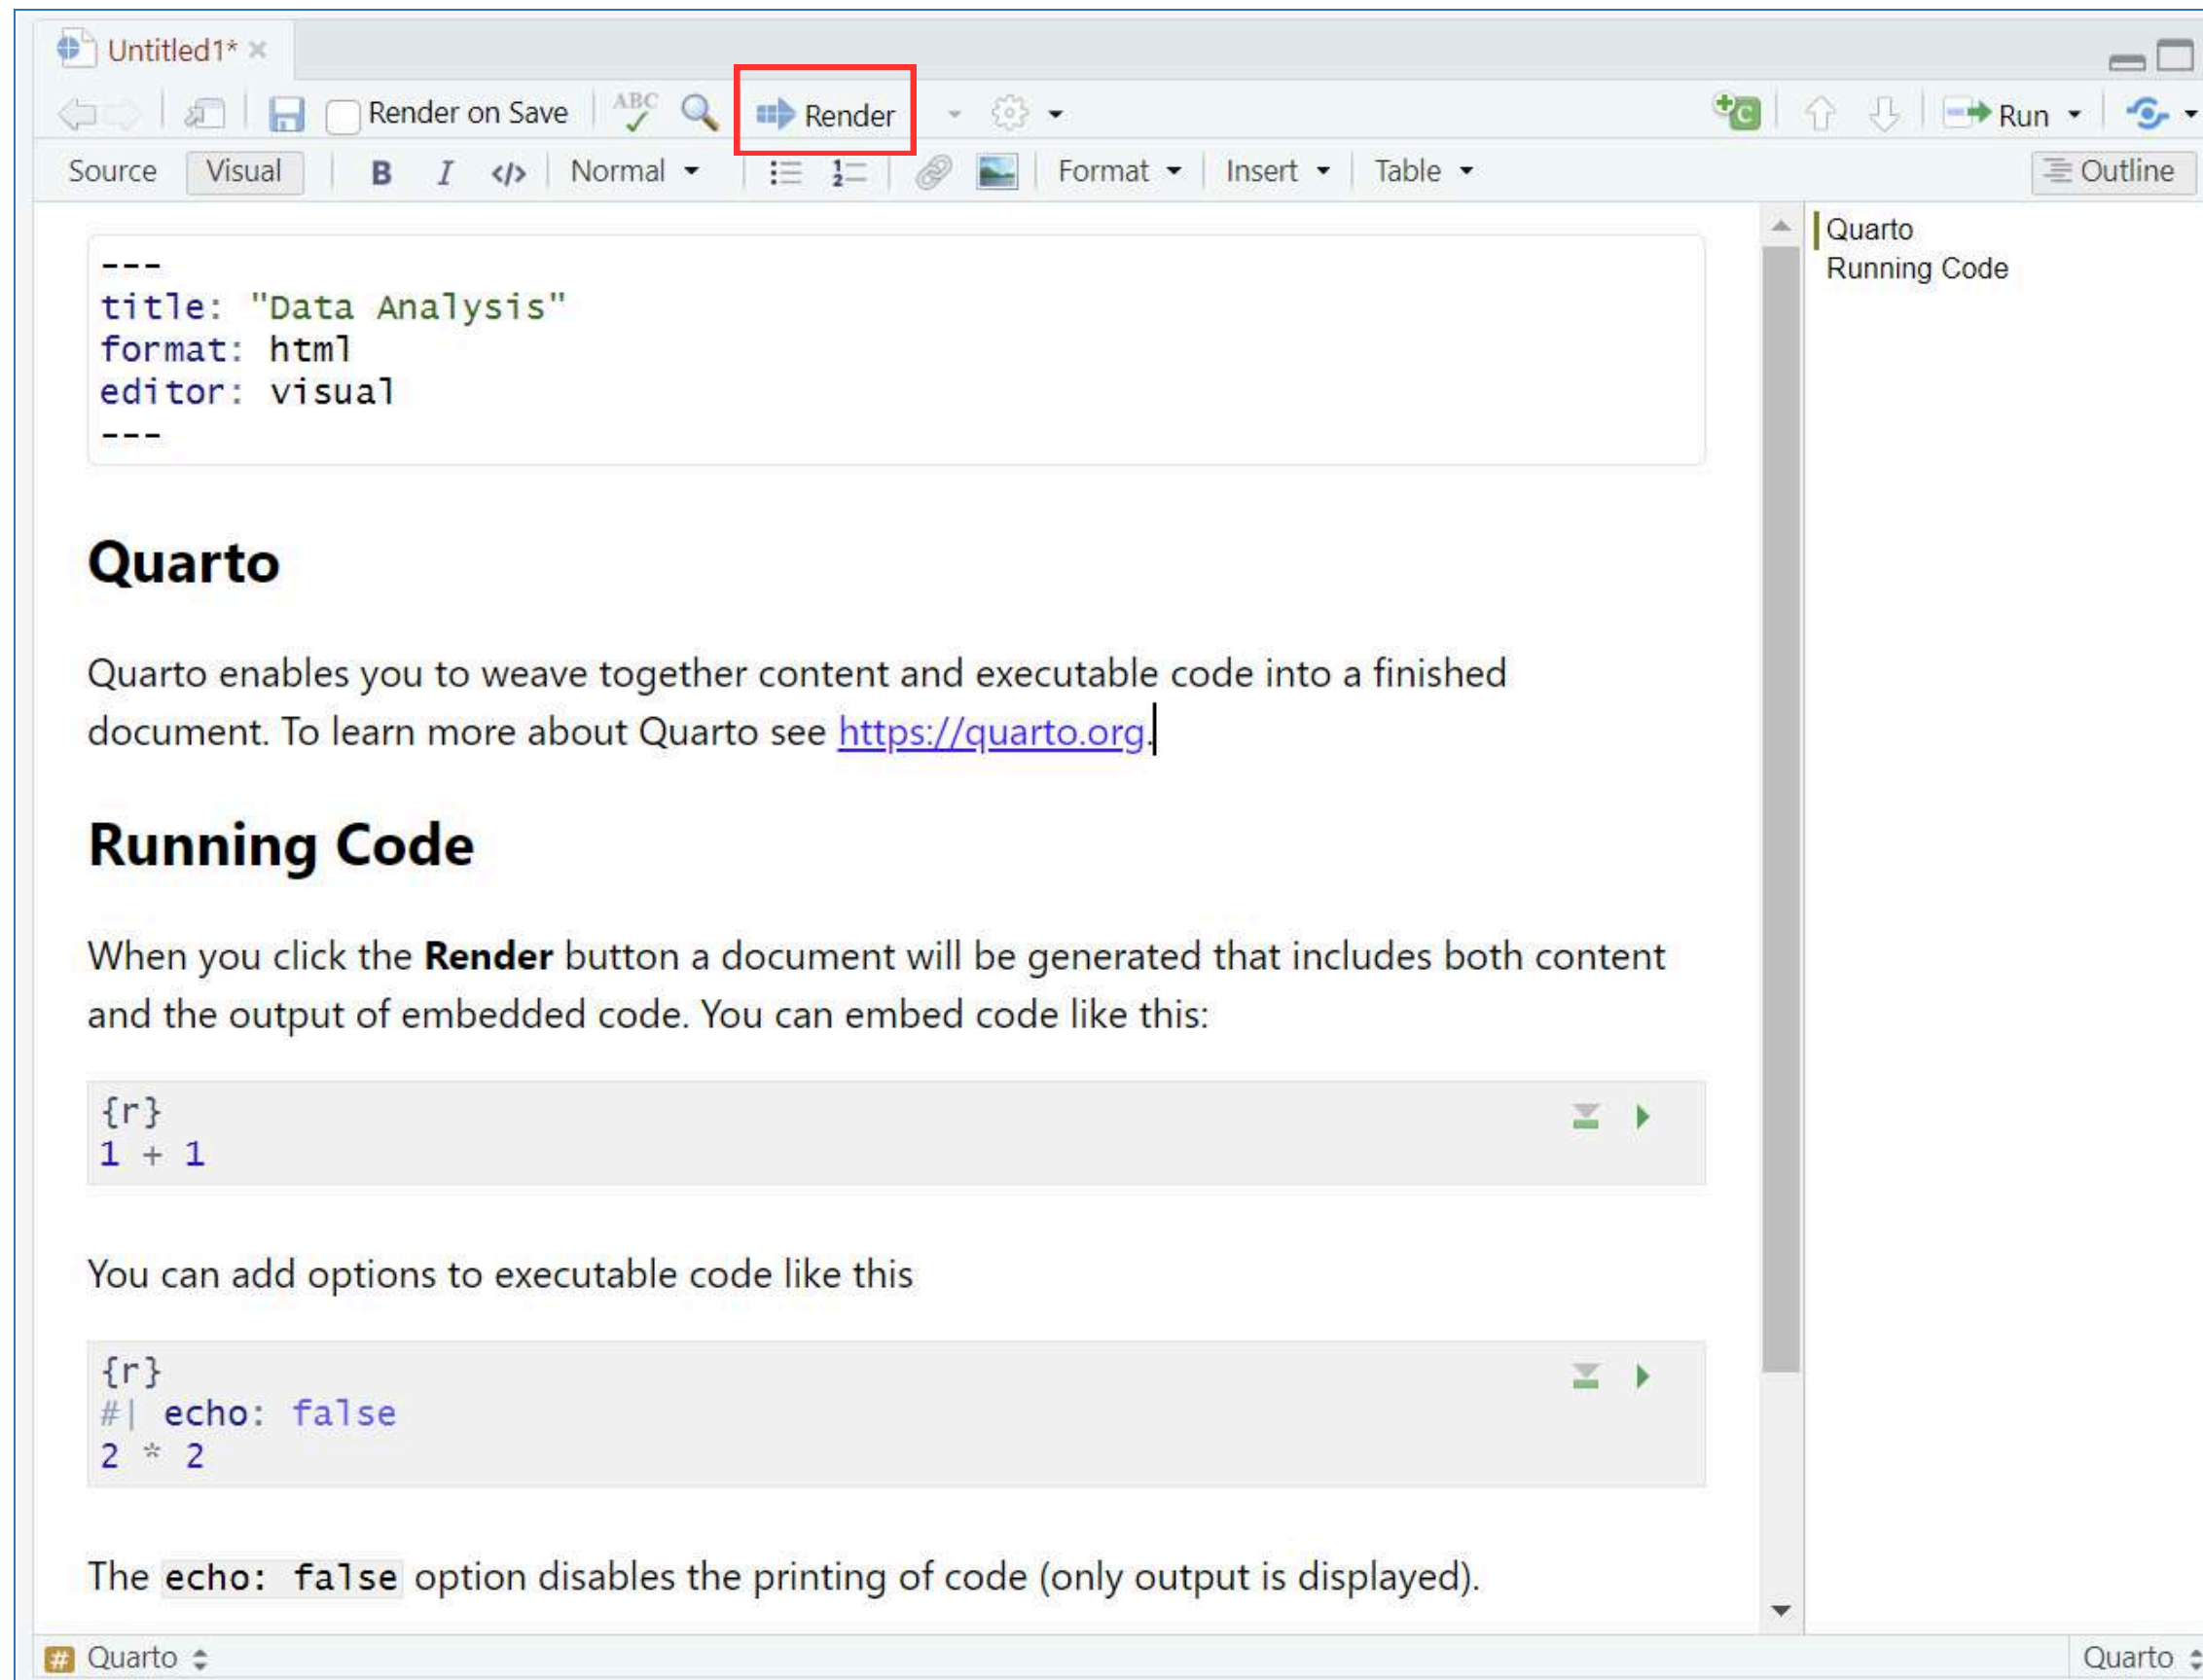 Untitled1*
Render on Save ABC Render Run
Source Visual B I </> Normal Format Insert Table Outline
---
title: "Data Analysis"
format: html
editor: visual
---
Quarto
Running Code
Quarto
Quarto enables you to weave together content and executable code into a finished
document. To learn more about Quarto see https://quarto.org.
Running Code
When you click the Render button a document will be generated that includes both content
and the output of embedded code. You can embed code like this:
{r}
1 + 1
You can add options to executable code like this
{r}
#| echo: false
2 * 2
The echo: false option disables the printing of code (only output is displayed).
# Quarto Quarto